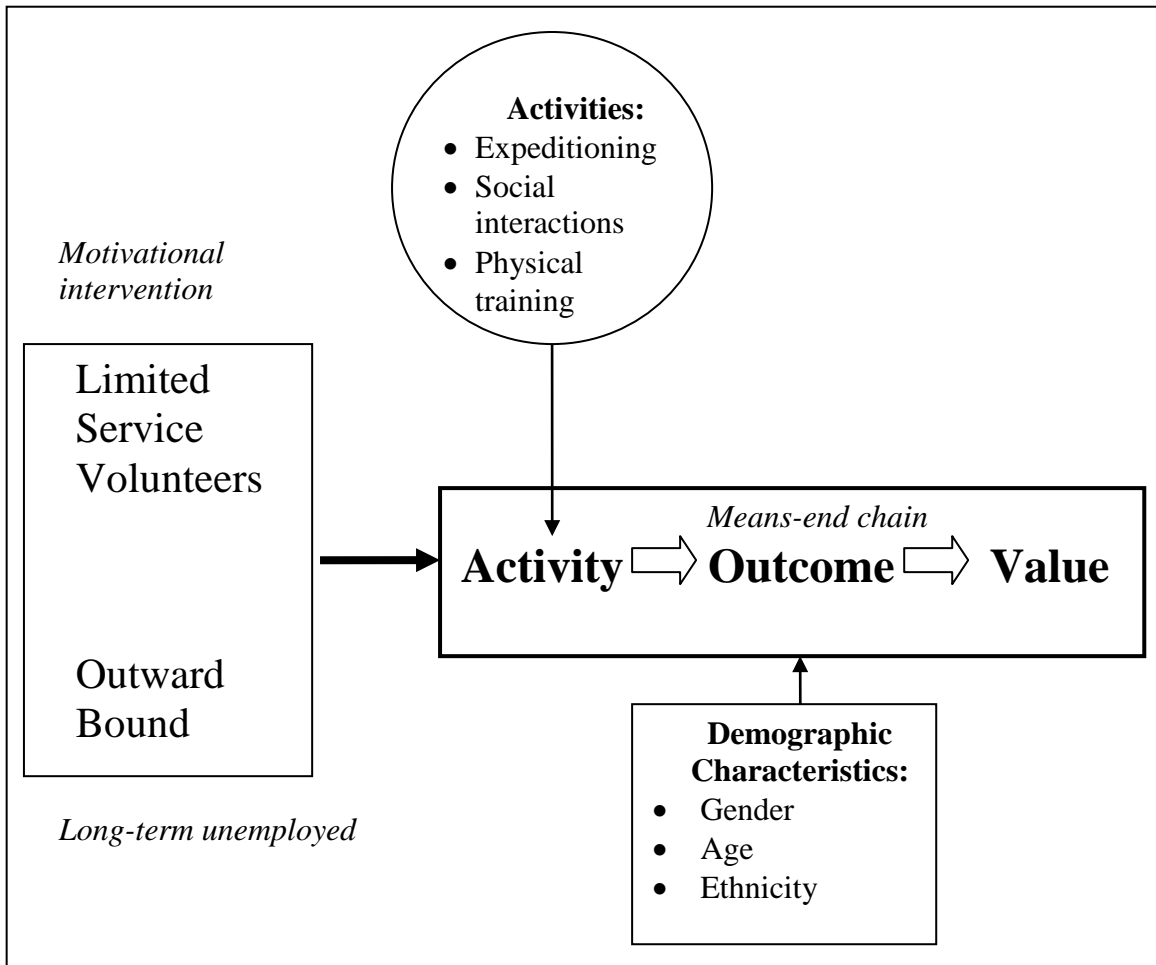 Activities:
• Expeditioning
• Social
interactions
• Physical
training
Motivational
intervention
Limited
Service
Volunteers
Outward
Bound
Long-term unemployed
Means-end chain
Activity Outcome Value
Demographic
Characteristics:
• Gender
• Age
• Ethnicity